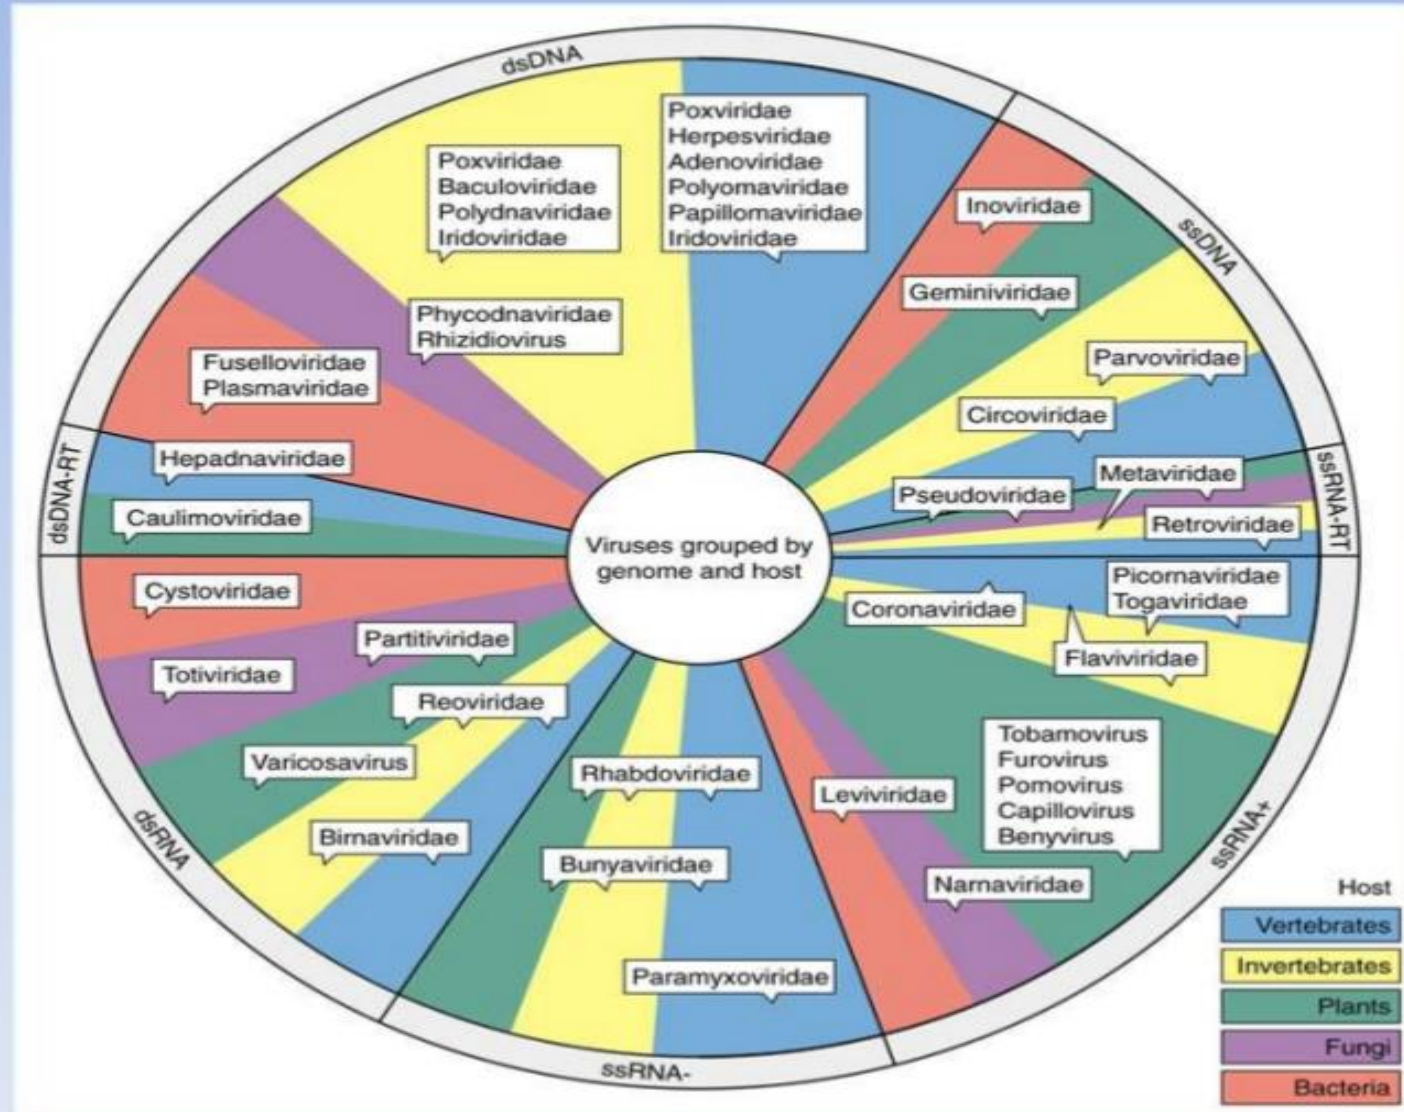 dsDNA
Poxviridae
Herpesviridae
Adenoviridae
Polyomaviridae
Papillomaviridae
Iridoviridae
Poxviridae
Baculoviridae
Polydnaviridae
Iridoviridae
Phycodnaviridae
Rhizidiovirus
Fuselloviridae
Plasmaviridae
ssDNA
Inoviridae
Geminiviridae
Parvoviridae
Circoviridae
ssRNA-RT
Metaviridae
Pseudoviridae
Retroviridae
dsDNA-RT
Hepadnaviridae
Caulimoviridae
Viruses grouped by
genome and host
dsRNA
Cystoviridae
Partitiviridae
Totiviridae
Reoviridae
Varicosavirus
Birnaviridae
ssRNA-
Rhabdoviridae
Bunyaviridae
Paramyxoviridae
ssRNA+
Picornaviridae
Togaviridae
Coronaviridae
Flaviviridae
Tobamovirus
Furovirus
Pomovirus
Capillovirus
Benyvirus
Leviviridae
Narnaviridae
Host
Vertebrates
Invertebrates
Plants
Fungi
Bacteria